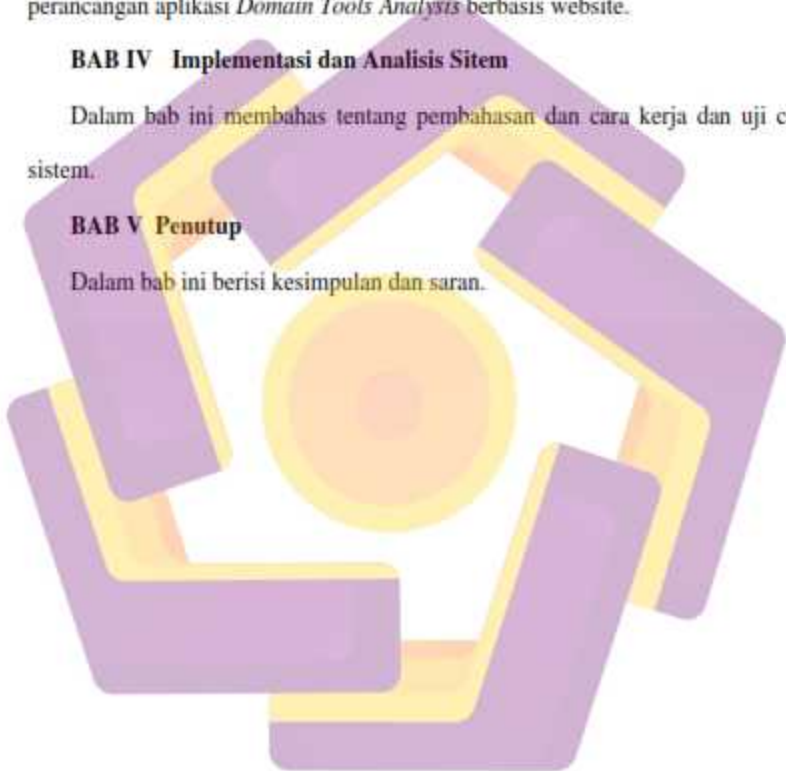 perancangan aplikasi Domain Tools Analysis berbasis website.
BAB IV Implementasi dan Analisis Sitem
Dalam bab ini membahas tentang pembahasan dan cara kerja dan uji
sistem.
BAB V Penutup
Dalam bab ini berisi kesimpulan dan saran.